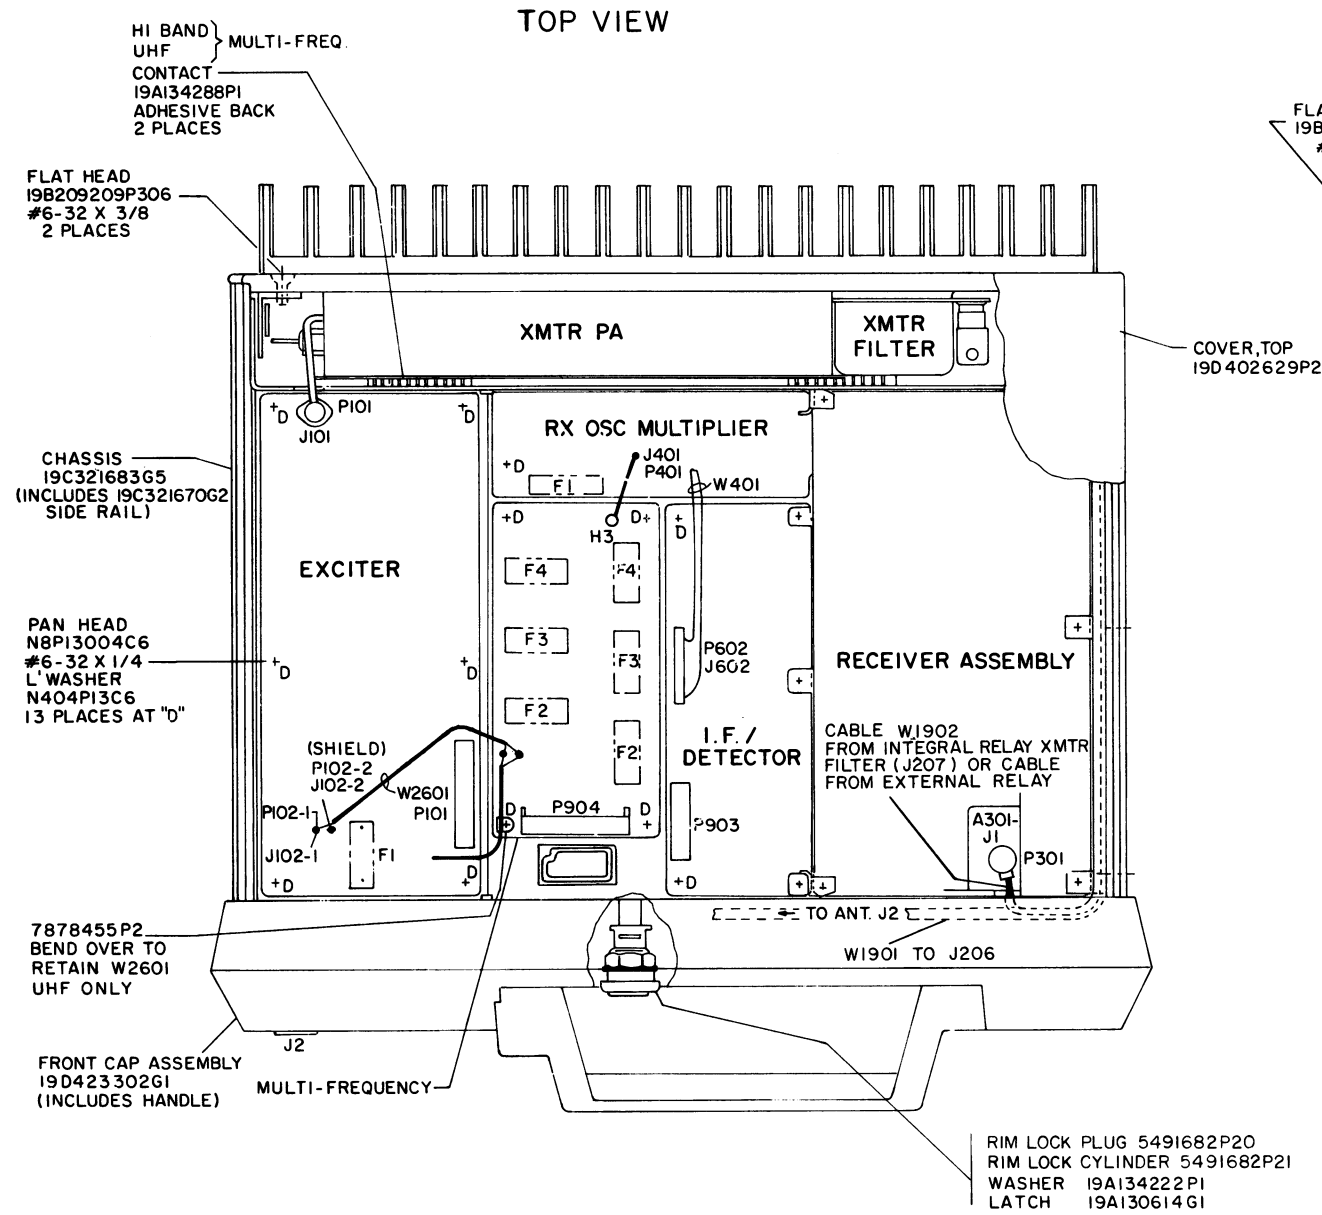 TOP VIEW
HI BAND
UHF
MULTI-FREQ.
CONTACT
19A134288P1
ADHESIVE BACK
2 PLACES
FLAT HEAD
19B209209P306
#6-32 X 3/8
2 PLACES
XMTR PA
XMTR
FILTER
COVER, TOP
19D402629P2
+D
P101
+D
J101
RX OSC MULTIPLIER
J401
P401
+D
F1
W401
CHASSIS
19C321683G5
(INCLUDES 19C321670G2
SIDE RAIL)
+D
D+
+D
H3
EXCITER
F4
F4
PAN HEAD
N8P13004C6
#6-32 X 1/4
L'WASHER
N404P13C6
13 PLACES AT "D"
+D
+D
F3
F3
P602
J602
RECEIVER ASSEMBLY
F2
F2
I.F./
DETECTOR
CABLE W1902
FROM INTEGRAL RELAY XMTR
FILTER (J207) OR CABLE
FROM EXTERNAL RELAY
(SHIELD)
P102-2
J102-2
W2601
P101
P102-1
J102-1
F1
D
P904
D
+
P903
A301-
J1
P301
+D
D
+
+D
TO ANT. J2
W1901 TO J206
7878455P2
BEND OVER TO
RETAIN W2601
UHF ONLY
J2
FRONT CAP ASSEMBLY
19D423302G1
(INCLUDES HANDLE)
MULTI-FREQUENCY
RIM LOCK PLUG 5491682P20
RIM LOCK CYLINDER 5491682P21
WASHER 19A134222P1
LATCH 19A130614G1